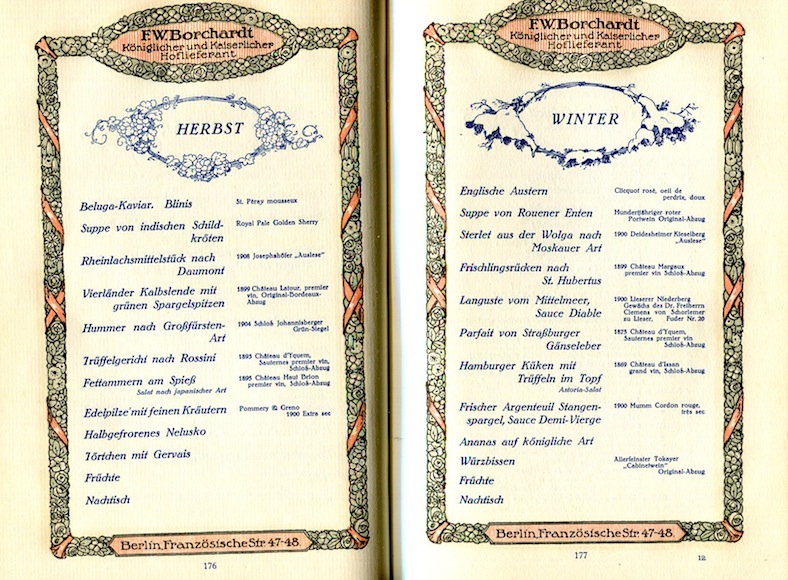 F.W. Borchardt
Königlicher und Kaiserlicher
Hoflieferant
HERBST
Beluga-Kaviar. Blinis
St. Péray mousseux
Suppe von indischen Schild-
kröten
Royal Pale Golden Sherry
Rheinlachsmittelstück nach
Daumont
1908 Josephshöfer „Auslese“
Vierländer Kalbslende mit
grünen Spargelspitzen
1899 Château Latour, premier
vin, Original-Bordeaux-
Abzug
Hummer nach Großfürsten-
Art
1904 Schloß Johannisberger
Grün-Siegel
Trüffelgericht nach Rossini
1893 Château d'Yquem,
Sauternes premier vin,
Schloß-Abzug
Fettammern am Spieß
Salat nach japanischer Art
1895 Château Haut Brion
premier vin, Schloß-Abzug
Edelpilze mit feinen Kräutern
Pommery & Greno
1900 Extra sec
Halbgefrorenes Nelusko
Törtchen mit Gervais
Früchte
Nachtisch
Berlin, Französische Str. 47-48.
176
F.W. Borchardt
Königlicher und Kaiserlicher
Hoflieferant
WINTER
Englische Austern
Clicquot rosé, oeil de
perdrix, doux
Suppe von Rouener Enten
Hundertjähriger roter
Portwein Original-Abzug
Sterlet aus der Wolga nach
Moskauer Art
1900 Deidesheimer Kieselberg
„Auslese“
Frischlingsrücken nach
St. Hubertus
1899 Château Margaux
premier vin Schloß-Abzug
Languste vom Mittelmeer,
Sauce Diable
1900 Lieserer Niederberg
Gewächs des Dr. Freiherrn
Clemens von Schorlemer
zu Lieser. Fuder Nr. 20
Parfait von Straßburger
Gänseleber
1875 Château d'Yquem,
Sauternes premier vin
Schloß-Abzug
Hamburger Küken mit
Trüffeln im Topf
Astoria-Salat
1869 Château d'Issan
grand vin, Schloß-Abzug
Frischer Argenteuil Stangen-
spargel, Sauce Demi-Vierge
1900 Mumm Cordon rouge,
très sec
Ananas auf königliche Art
Würzbissen
Allerfeinster Tokayer
„Cabinetwein“
Original-Abzug
Früchte
Nachtisch
Berlin, Französische Str. 47-48.
177
12